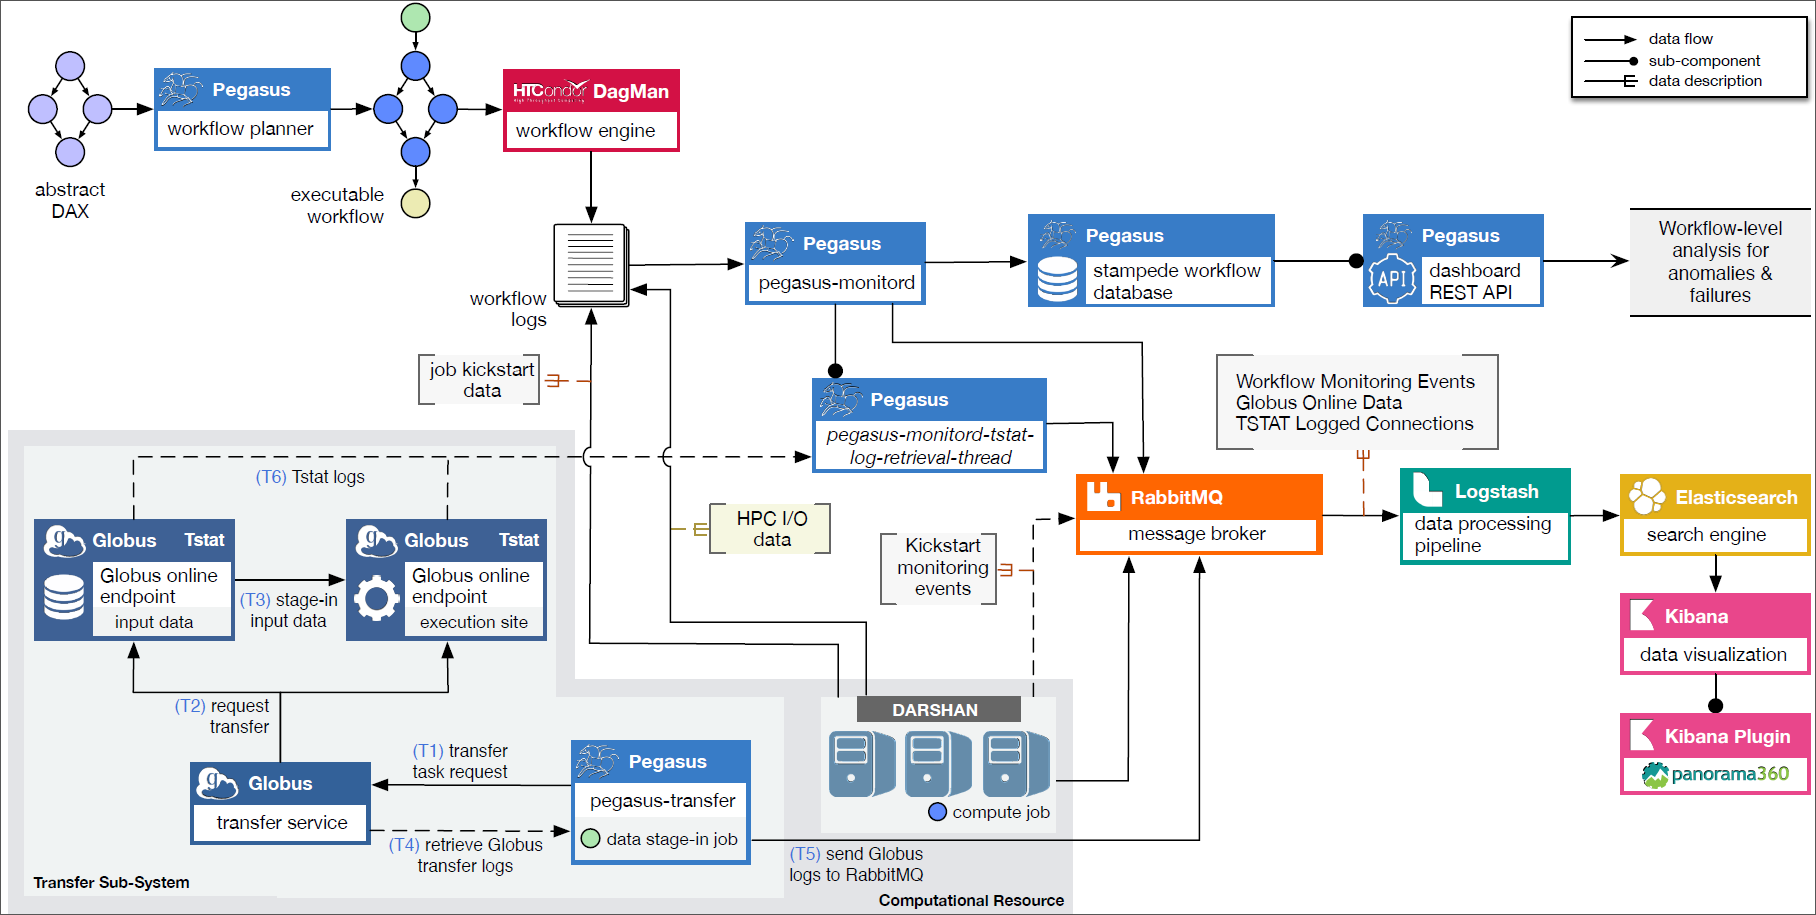 data flow
sub-component
data description
Pegasus
workflow planner
abstract
DAX
executable
workflow
HTCondor
High Throughput Computing
DagMan
workflow engine
workflow
logs
Pegasus
pegasus-monitord
Pegasus
stampede workflow
database
Pegasus
API
dashboard
REST API
Workflow-level
analysis for
anomalies &
failures
job kickstart
data
Pegasus
pegasus-monitord-tstat-
log-retrieval-thread
Workflow Monitoring Events
Globus Online Data
TSTAT Logged Connections
(T6) Tstat logs
HPC I/O
data
Kickstart
monitoring
events
RabbitMQ
message broker
Logstash
data processing
pipeline
Elasticsearch
search engine
Kibana
data visualization
Kibana Plugin
panorama360
g
Globus Tstat
Globus online
endpoint
input data
(T3) stage-in
input data
g
Globus Tstat
Globus online
endpoint
execution site
(T2) request
transfer
(T1) transfer
task request
g
Globus
transfer service
(T4) retrieve Globus
transfer logs
Pegasus
pegasus-transfer
data stage-in job
DARSHAN
compute job
(T5) send Globus
logs to RabbitMQ
Transfer Sub-System
Computational Resource